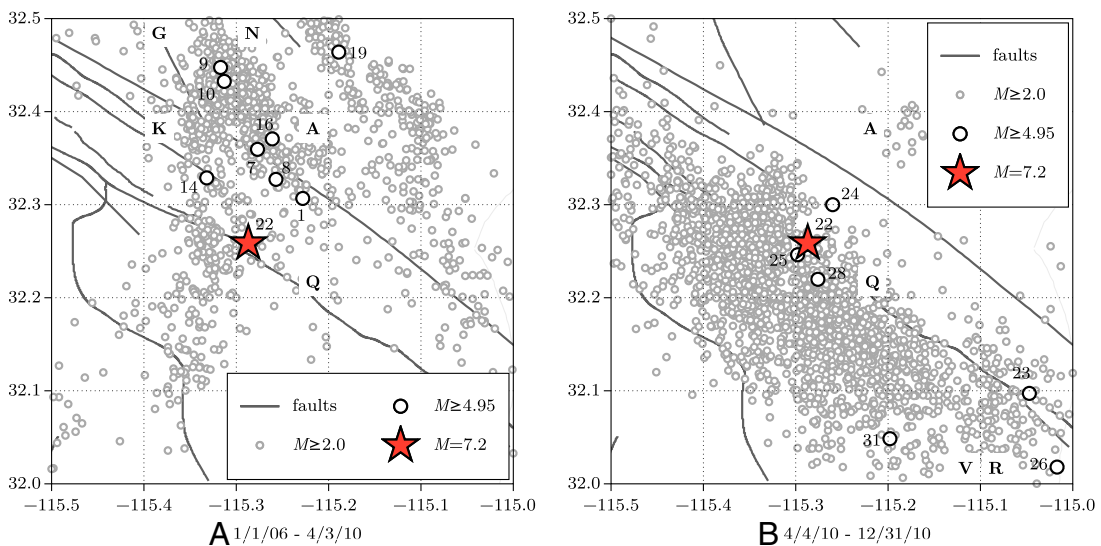 32.5
32.4
32.3
32.2
32.1
32.0
−115.5
−115.4
−115.3
−115.2
−115.1
−115.0
G
N
K
A
Q
9
10
19
16
7
8
14
1
22
faults
M≥2.0
M≥4.95
M=7.2
A 1/1/06 - 4/3/10
32.5
32.4
32.3
32.2
32.1
32.0
−115.5
−115.4
−115.3
−115.2
−115.1
−115.0
A
Q
V
R
24
22
25
28
23
31
26
faults
M≥2.0
M≥4.95
M=7.2
B 4/4/10 - 12/31/10